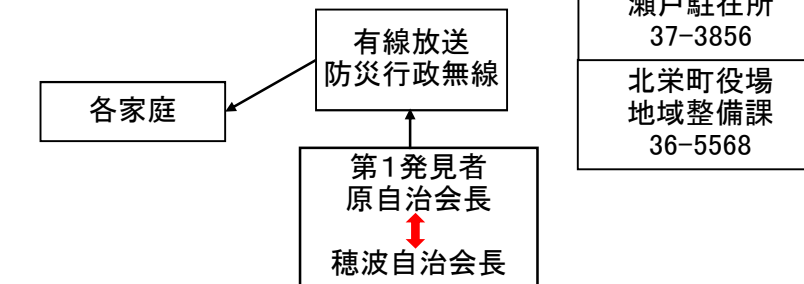 瀬戸駐在所
37-3856
有線放送
防災行政無線
北栄町役場
地域整備課
36-5568
各家庭
第1発見者
原自治会長
穂波自治会長